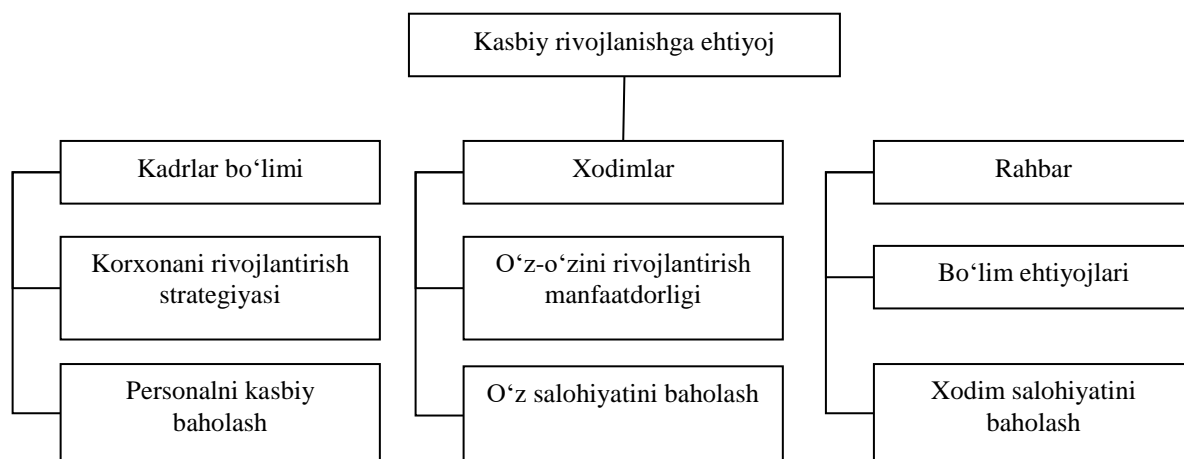 Kasbiy rivojlanishga ehtiyoj
Kadrlar bo‘limi
Korxonani rivojlantirish
strategiyasi
Personalni kasbiy
baholash
Xodimlar
O‘z-o‘zini rivojlantirish
manfaatdorligi
O‘z salohiyatini baholash
Rahbar
Bo‘lim ehtiyojlari
Xodim salohiyatini
baholash